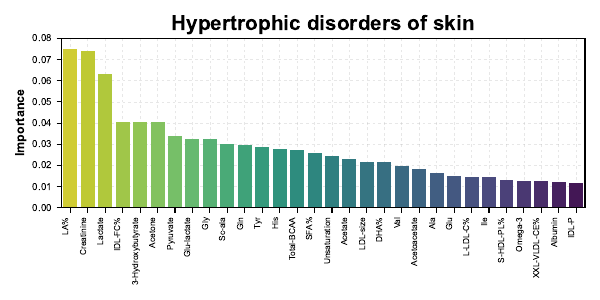 Hypertrophic disorders of skin
Importance
0.08
0.07
0.06
0.05
0.04
0.03
0.02
0.01
0.00
LA%
Creatinine
Lactate
IDL-FC%
3-Hydroxybutyrate
Acetone
Pyruvate
Glu-lactate
Gly
Sc-ala
Gln
Tyr
His
Total-BCAA
SFA%
Unsaturation
Acetate
LDL-size
DHA%
Val
Acetoacetate
Ala
Glu
L-LDL-C%
Ile
S-HDL-PL%
Omega-3
XXL-VLDL-CE%
Albumin
IDL-P